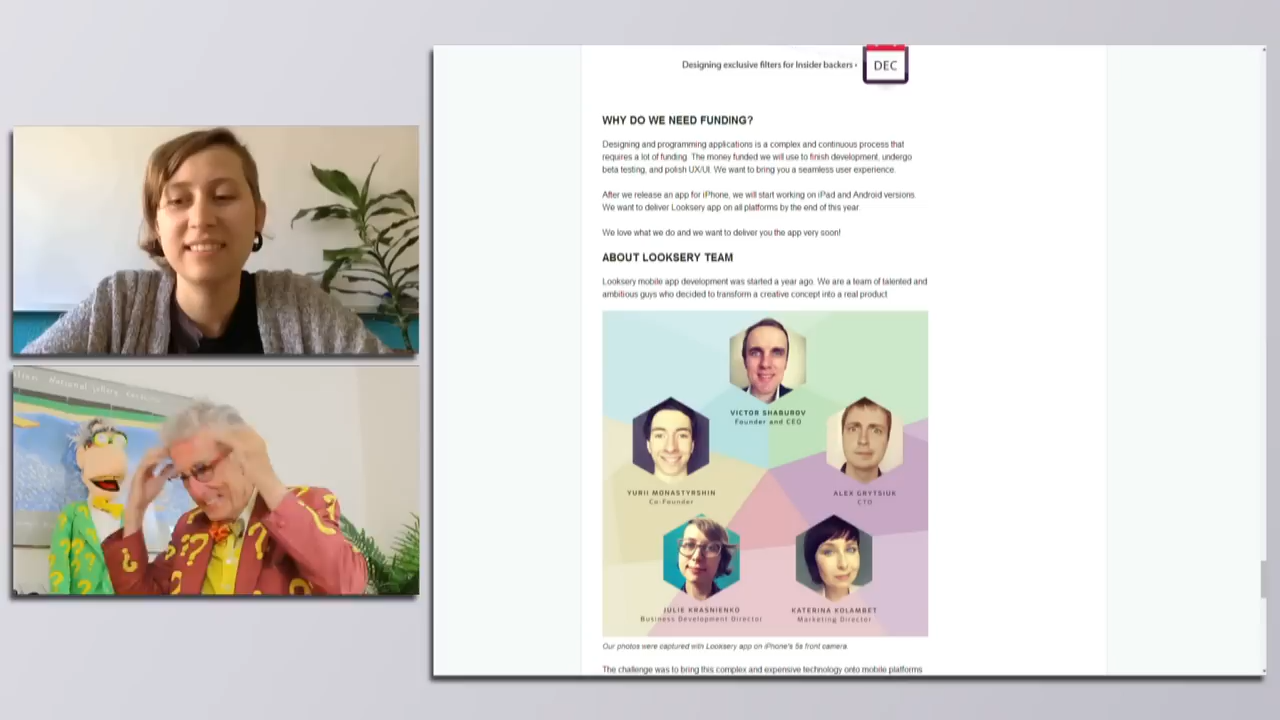 National Lottery
Designing exclusive filters for Insider backers •
DEC
WHY DO WE NEED FUNDING?
Designing and programming applications is a complex and continuous process that
requires a lot of funding. The money funded we will use to finish development, undergo
beta testing, and polish UX/UI. We want to bring you a seamless user experience.
After we release an app for iPhone, we will start working on iPad and Android versions.
We want to deliver Looksery app on all platforms by the end of this year.
We love what we do and we want to deliver you the app very soon!
ABOUT LOOKSERY TEAM
Looksery mobile app development was started a year ago. We are a team of talented and
ambitious guys who decided to transform a creative concept into a real product
VICTOR SHABUROV
Founder and CEO
YURII MONASTYRSHIN
Co-Founder
ALEX GRYTSIUK
CTO
JULIE KRASNIENKO
Business Development Director
KATERINA KOLAMBET
Marketing Director
Our photos were captured with Looksery app on iPhone's 5s front camera.
The challenge was to bring this complex and expensive technology onto mobile platforms